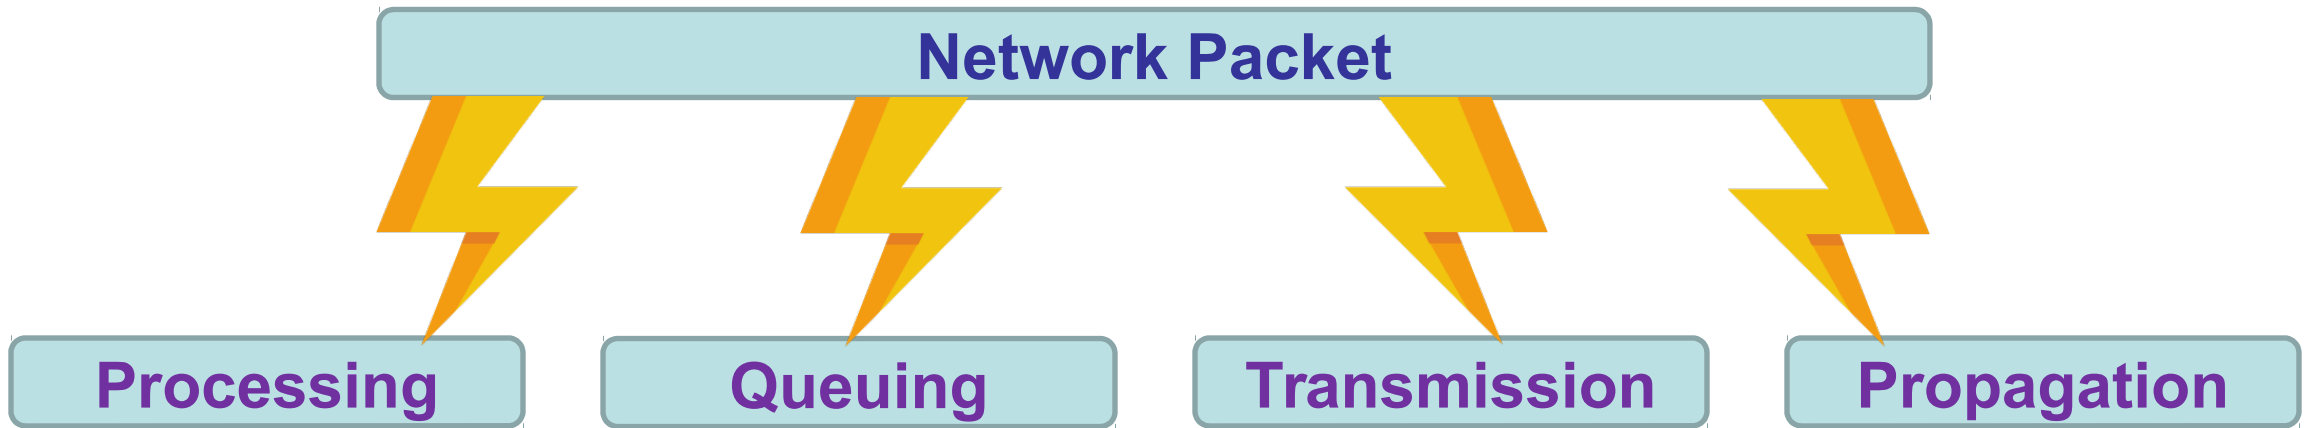 Network Packet
Processing
Queuing
Transmission
Propagation